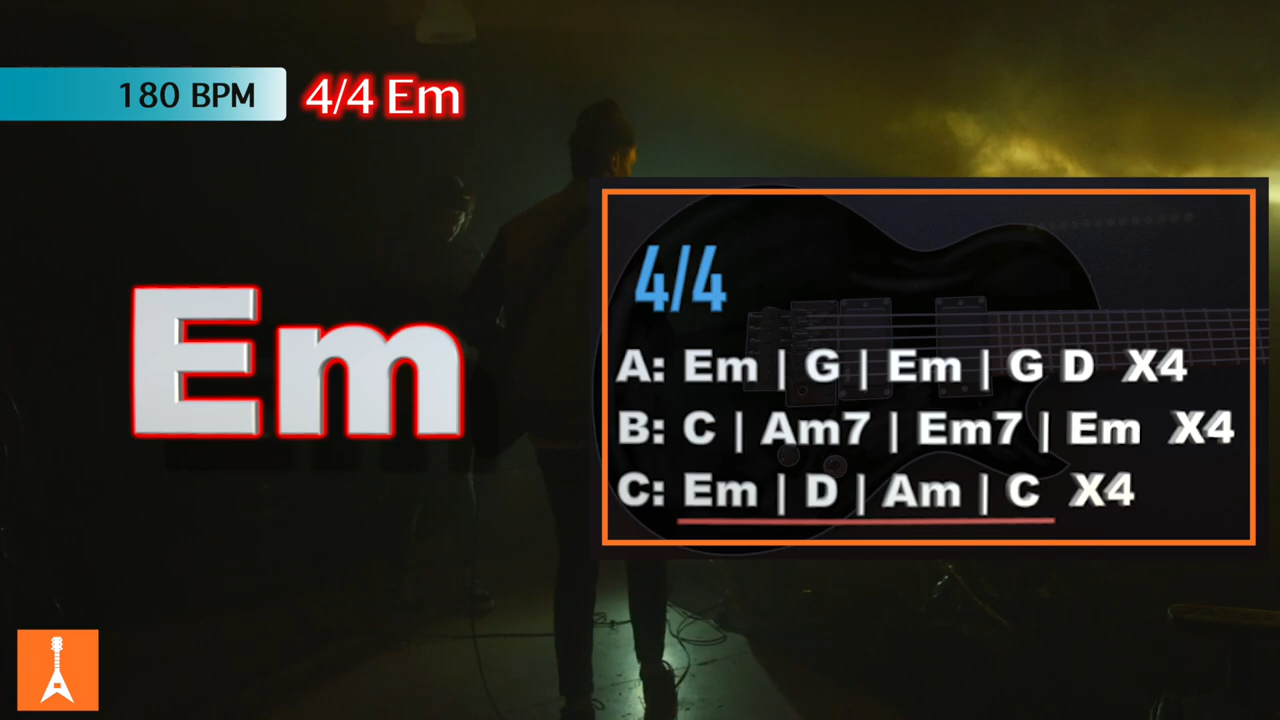 180 BPM
4/4 Em
Em
4/4
A: Em | G | Em | G D X4
B: C | Am7 | Em7 | Em X4
C: Em | D | Am | C X4